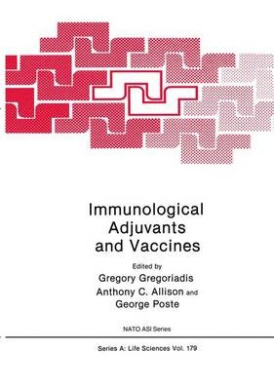 Immunological
Adjuvants
and Vaccines
Edited by
Gregory Gregoriadis
Anthony C. Allison and
George Poste
NATO ASI Series
Series A: Life Sciences Vol. 179